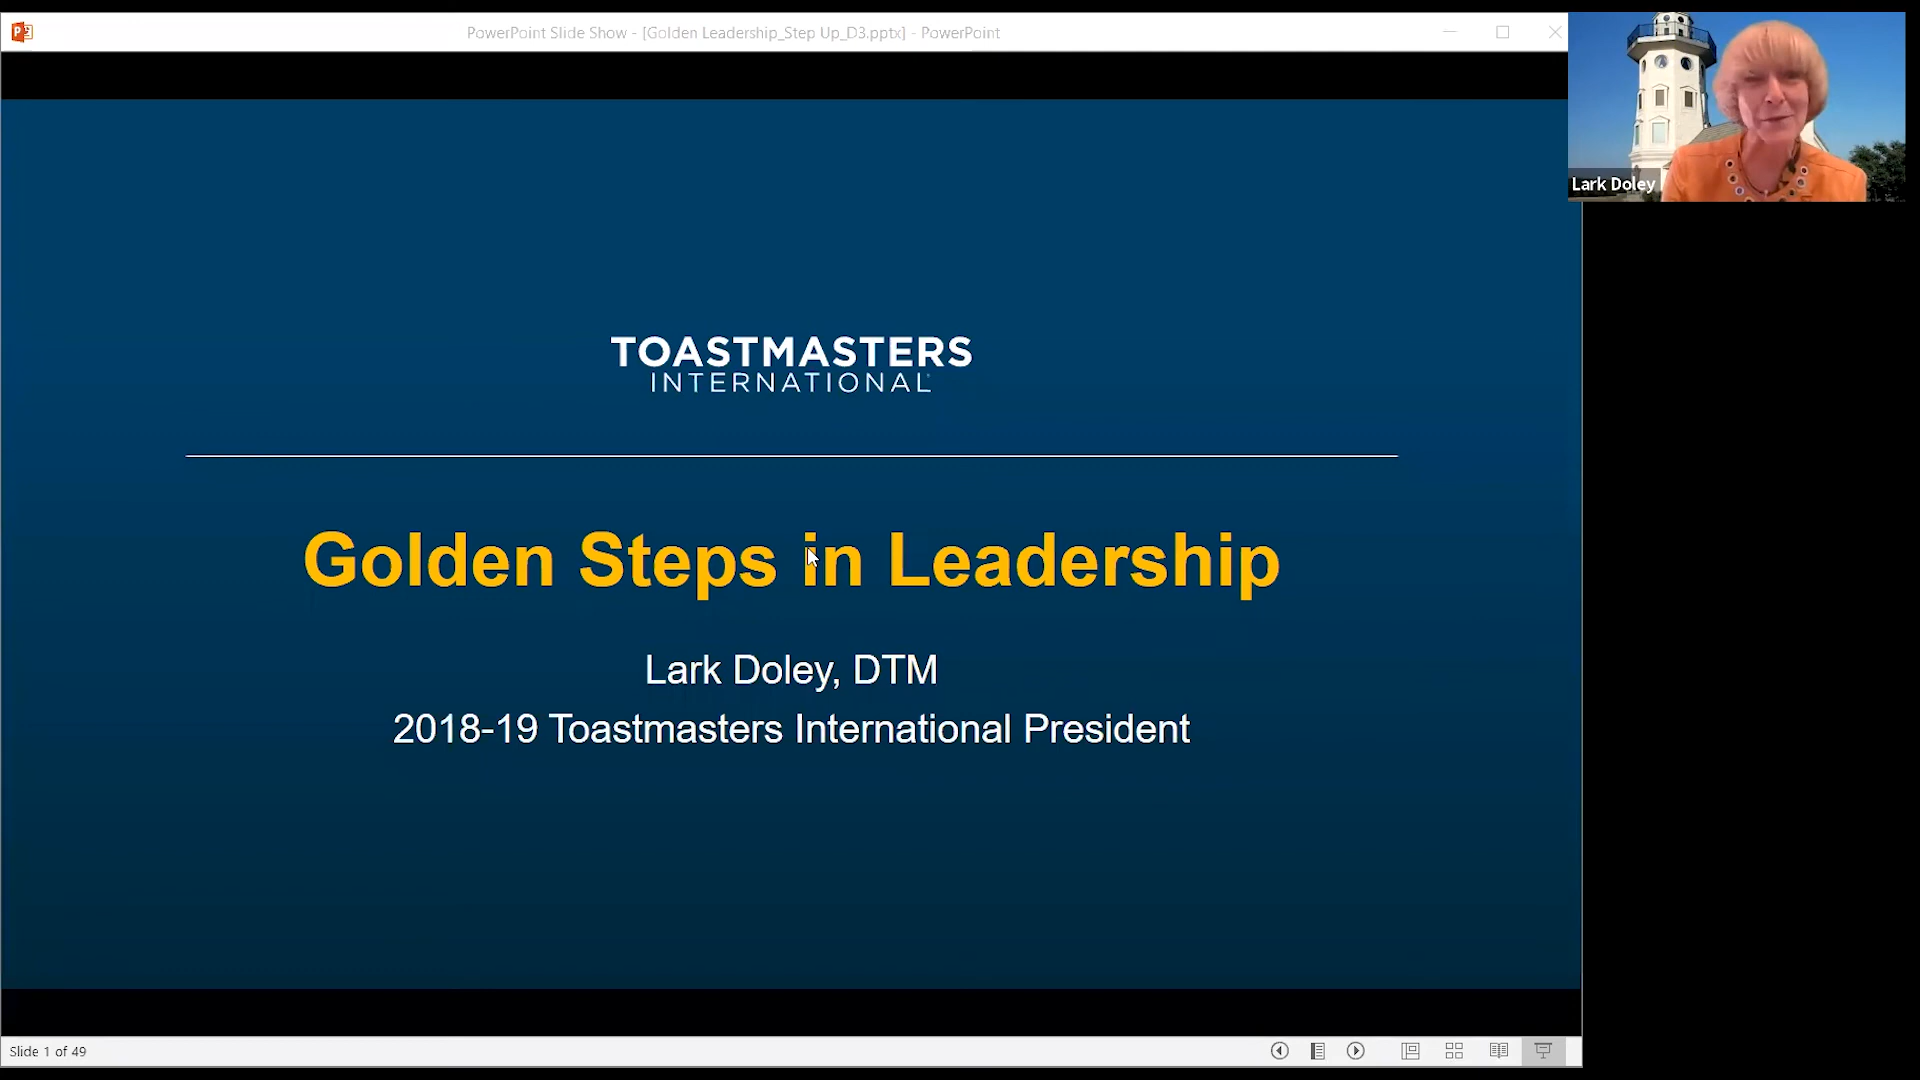 PowerPoint Slide Show - [Golden Leadership_Step Up_D3.pptx] - PowerPoint
Lark Doley
TOASTMASTERS
INTERNATIONAL
Golden Steps in Leadership
Lark Doley, DTM
2018-19 Toastmasters International President
Slide 1 of 49